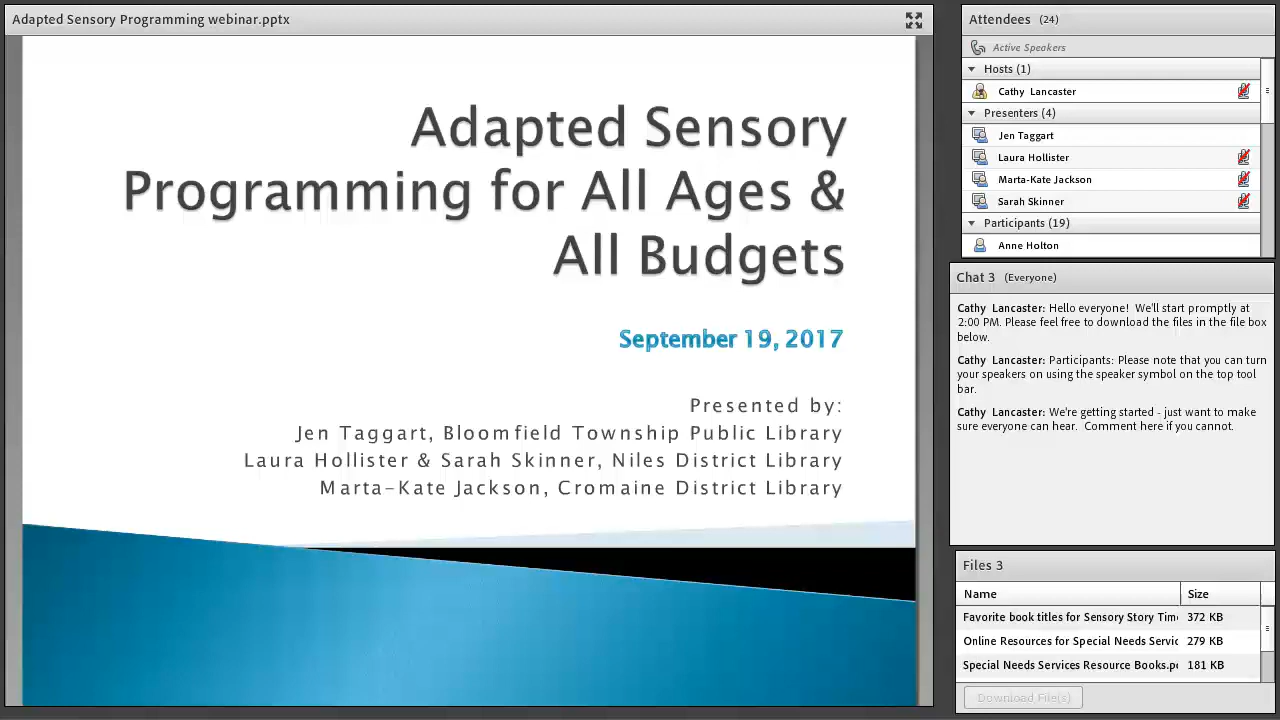 Adapted Sensory Programming webinar.pptx
Adapted Sensory
Programming for All Ages &
All Budgets
September 19, 2017
Presented by:
Jen Taggart, Bloomfield Township Public Library
Laura Hollister & Sarah Skinner, Niles District Library
Marta-Kate Jackson, Cromaine District Library
Attendees (24)
Active Speakers
Hosts (1)
Cathy Lancaster
Presenters (4)
Jen Taggart
Laura Hollister
Marta-Kate Jackson
Sarah Skinner
Participants (19)
Anne Holton
Chat 3 (Everyone)
Cathy Lancaster: Hello everyone! We'll start promptly at
2:00 PM. Please feel free to download the files in the file box
below.
Cathy Lancaster: Participants: Please note that you can turn
your speakers on using the speaker symbol on the top tool
bar.
Cathy Lancaster: We're getting started - just want to make
sure everyone can hear. Comment here if you cannot.
Files 3
Name Size
Favorite book titles for Sensory Story 372 KB
Online Resources for Special Needs 279 KB
Special Needs Services Resource 181 KB
Download File(s)